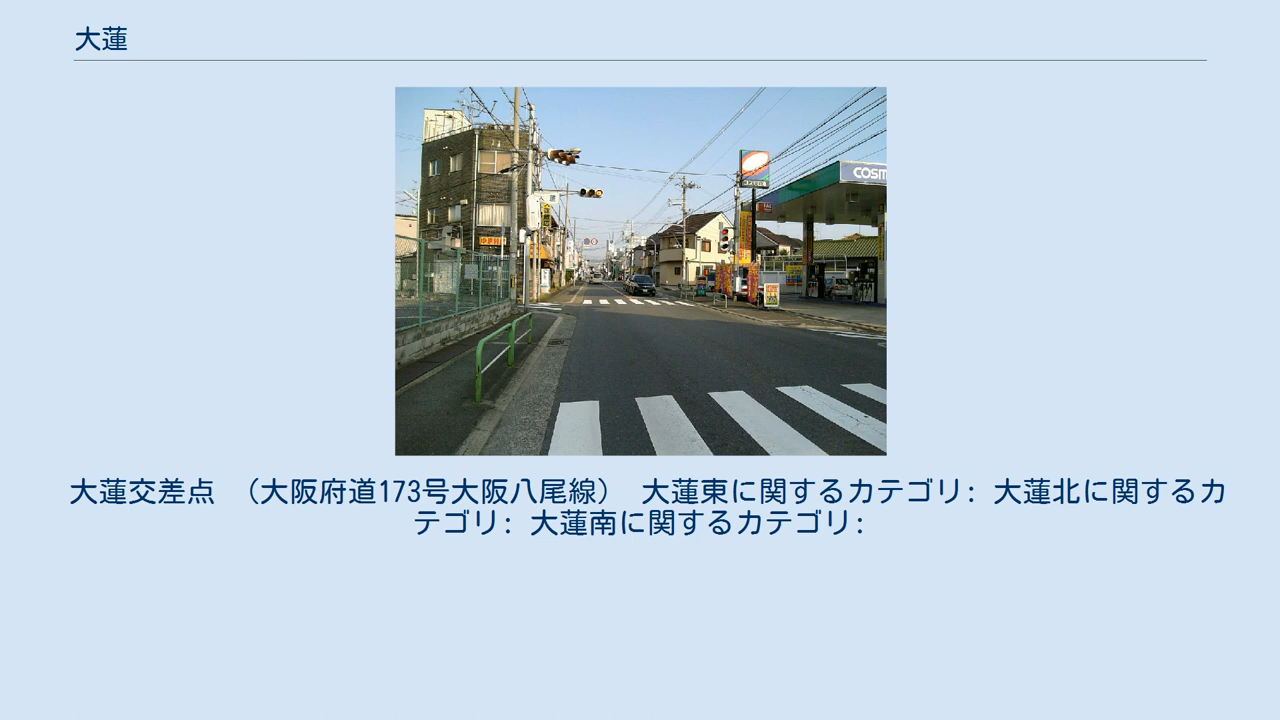 大蓮
COSM
大蓮交差点 （大阪府道173号大阪八尾線） 大蓮東に関するカテゴリ: 大蓮北に関するカ
テゴリ: 大蓮南に関するカテゴリ: